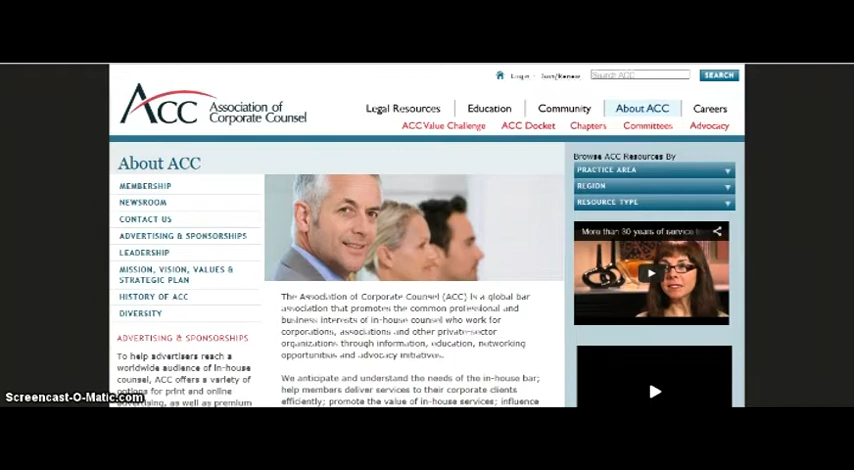 Login
Join/Renew
Search ACC
SEARCH
ACC Association of
Corporate Counsel
Legal Resources
Education
Community
About ACC
Careers
ACC Value Challenge
ACC Docket
Chapters
Committees
Advocacy
About ACC
MEMBERSHIP
NEWSROOM
CONTACT US
ADVERTISING & SPONSORSHIPS
LEADERSHIP
MISSION, VISION, VALUES &
STRATEGIC PLAN
HISTORY OF ACC
DIVERSITY
ADVERTISING & SPONSORSHIPS
To help advertisers reach a
worldwide audience of in-house
counsel, ACC offers a variety of
options for print and online
advertising, as well as premium
The Association of Corporate Counsel (ACC) is a global bar
association that promotes the common professional and
business interests of in-house counsel who work for
corporations, associations and other private-sector
organizations through information, education, networking
opportunities and advocacy initiatives.
We anticipate and understand the needs of the in-house bar;
help members deliver services to their corporate clients
efficiently; promote the value of in-house services; influence
Browse ACC Resources By
PRACTICE AREA
REGION
RESOURCE TYPE
More than 30 years of service
Screencast-O-Matic.com